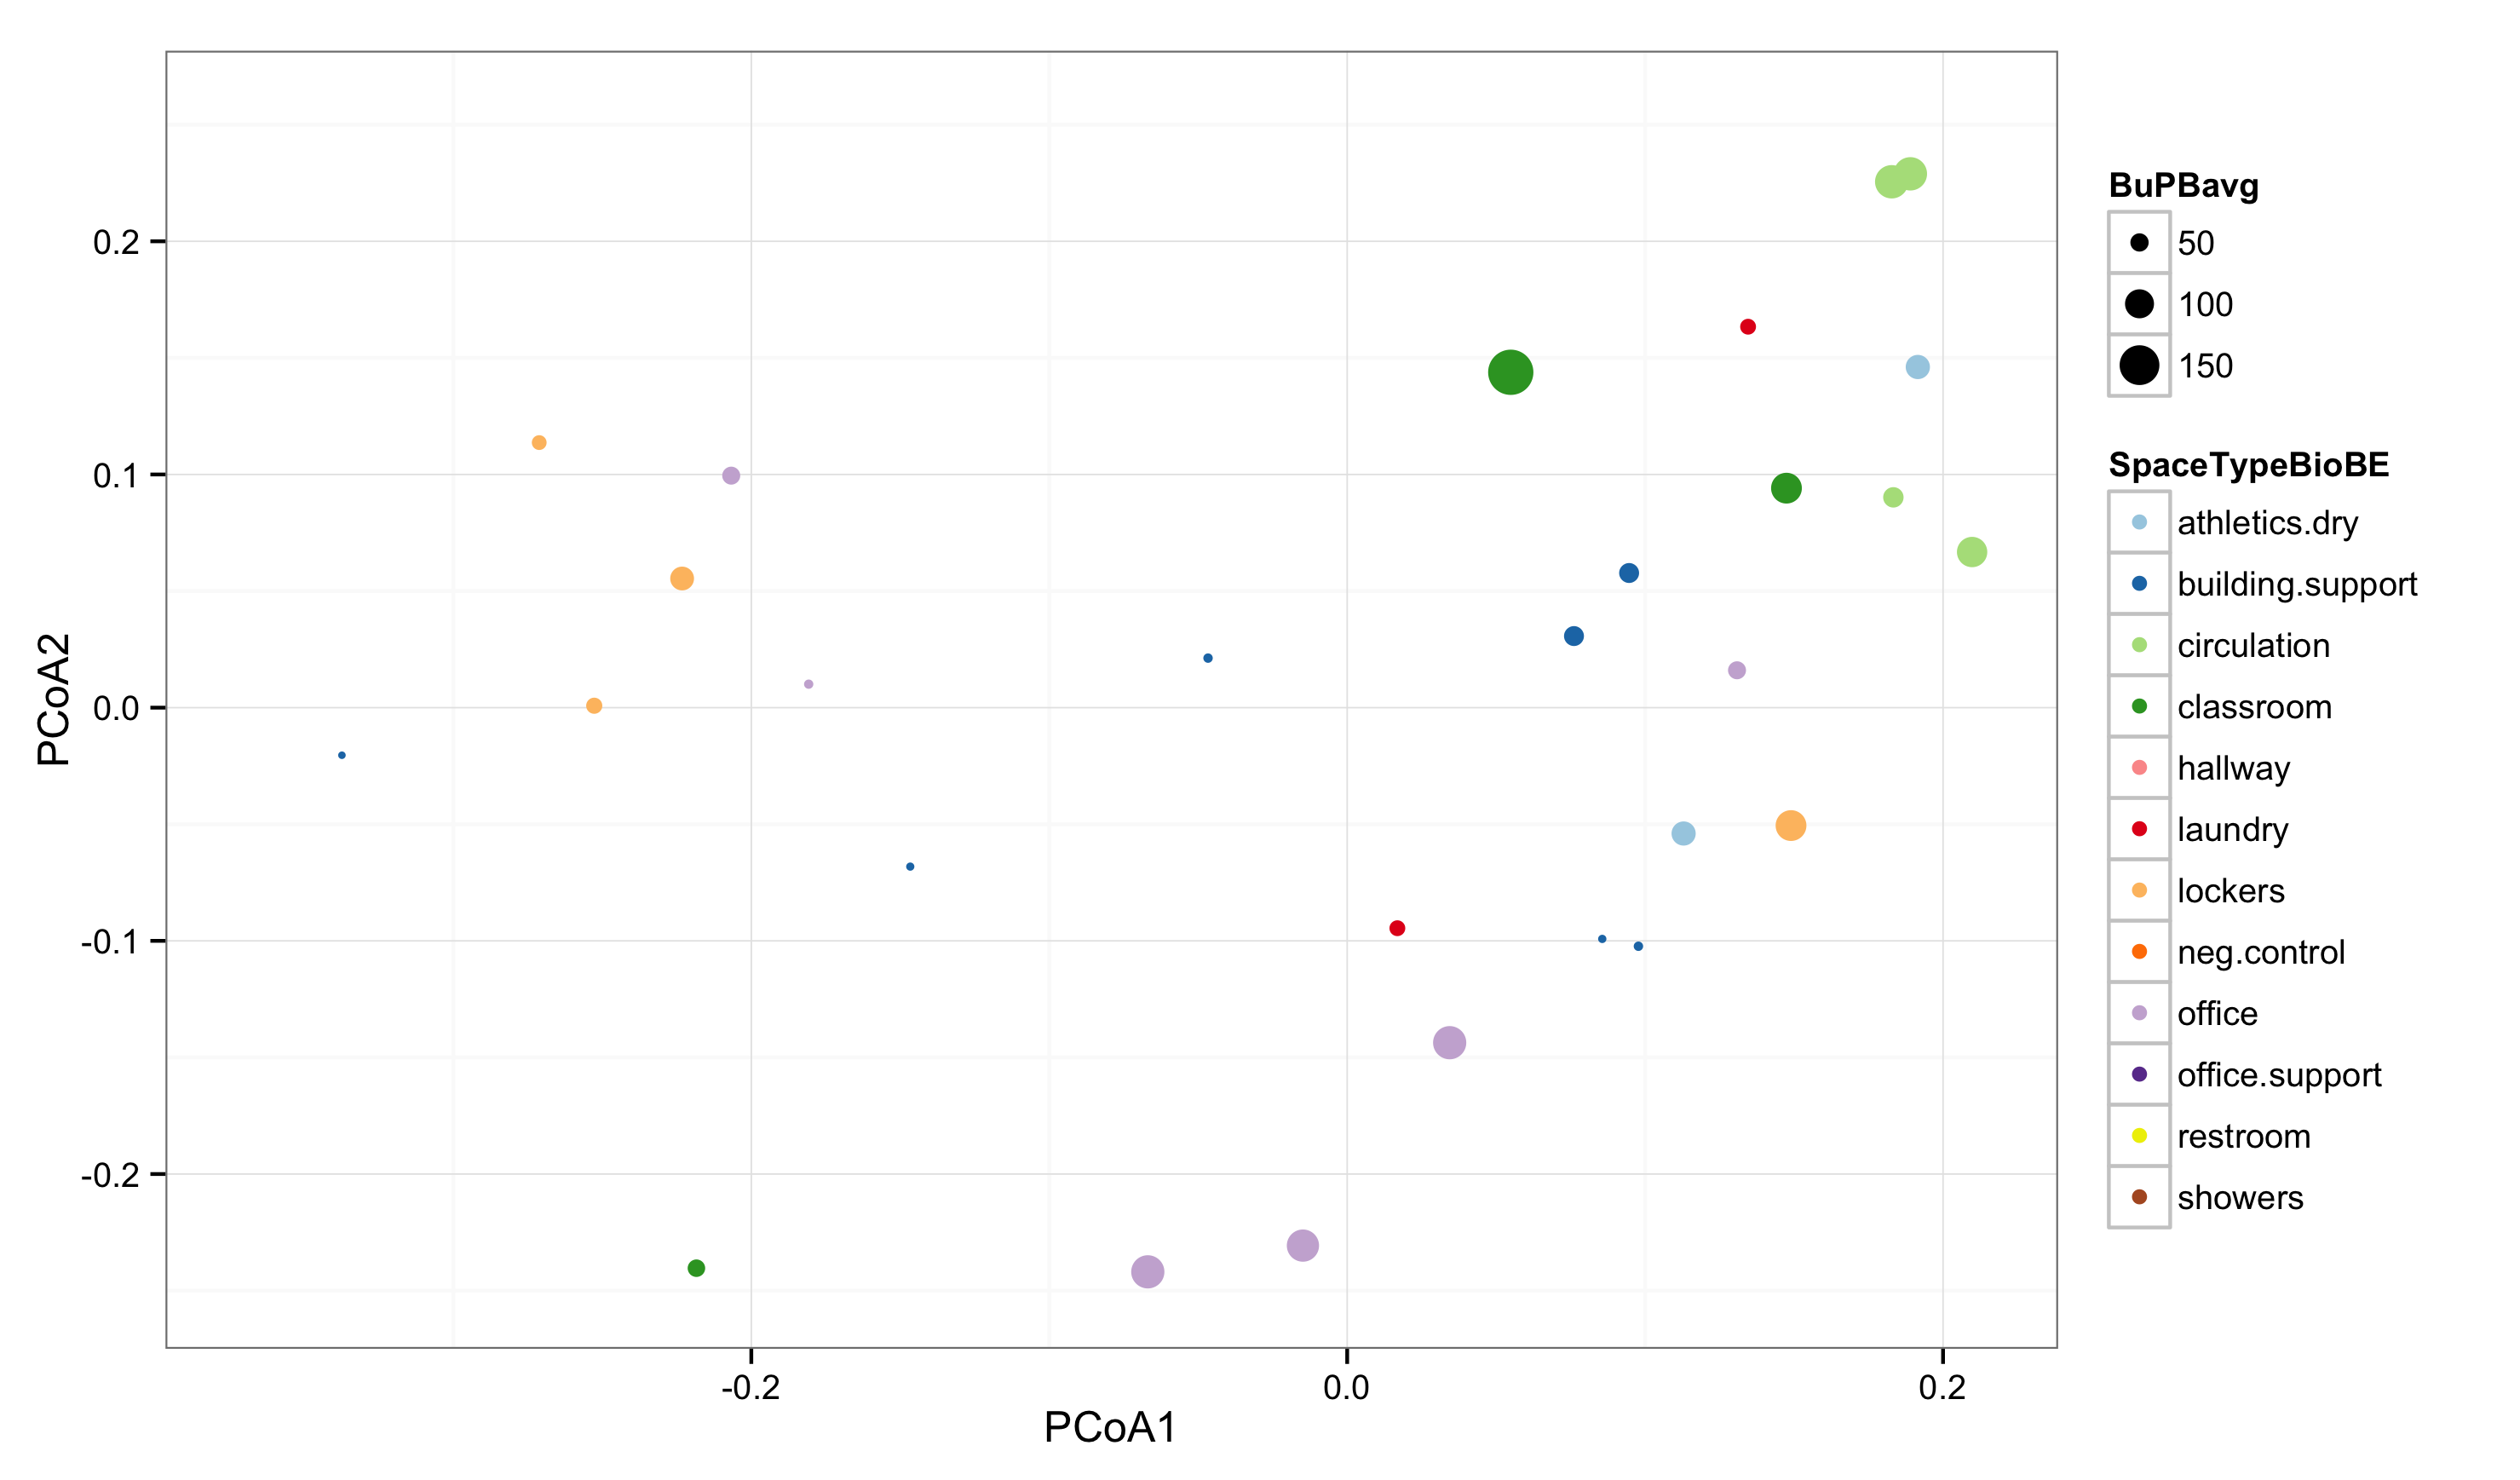 BuPBavg
50
100
150
SpaceTypeBioBE
athletics.dry
building.support
circulation
classroom
hallway
laundry
lockers
neg.control
office
office.support
restroom
showers
PCoA2
0.2
0.1
0.0
-0.1
-0.2
-0.2 0.0 0.2
PCoA1